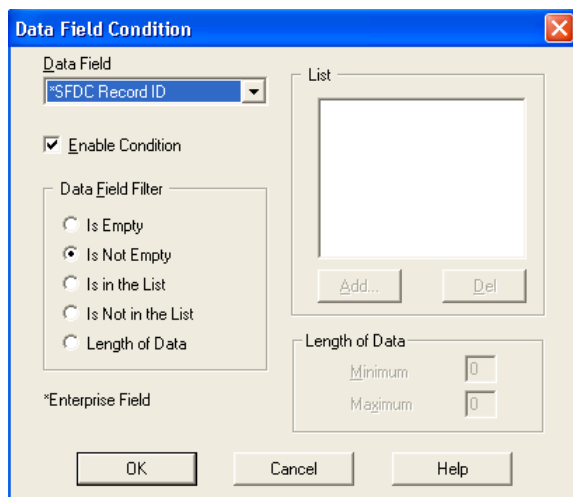 Data Field Condition
Data Field
*SFDC Record ID
Enable Condition
Data Field Filter
Is Empty
Is Not Empty
Is in the List
Is Not in the List
Length of Data
*Enterprise Field
List
Add...
Del
Length of Data
Minimum 0
Maximum 0
OK
Cancel
Help